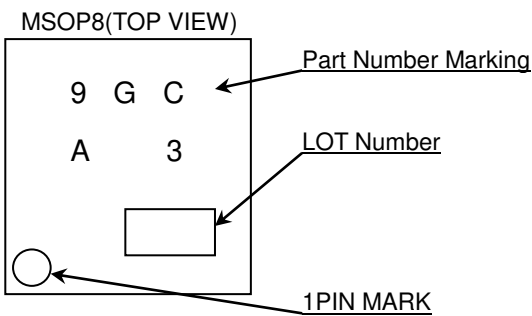 MSOP8(TOP VIEW)
Part Number Marking
9 G C
A 3
LOT Number
1PIN MARK